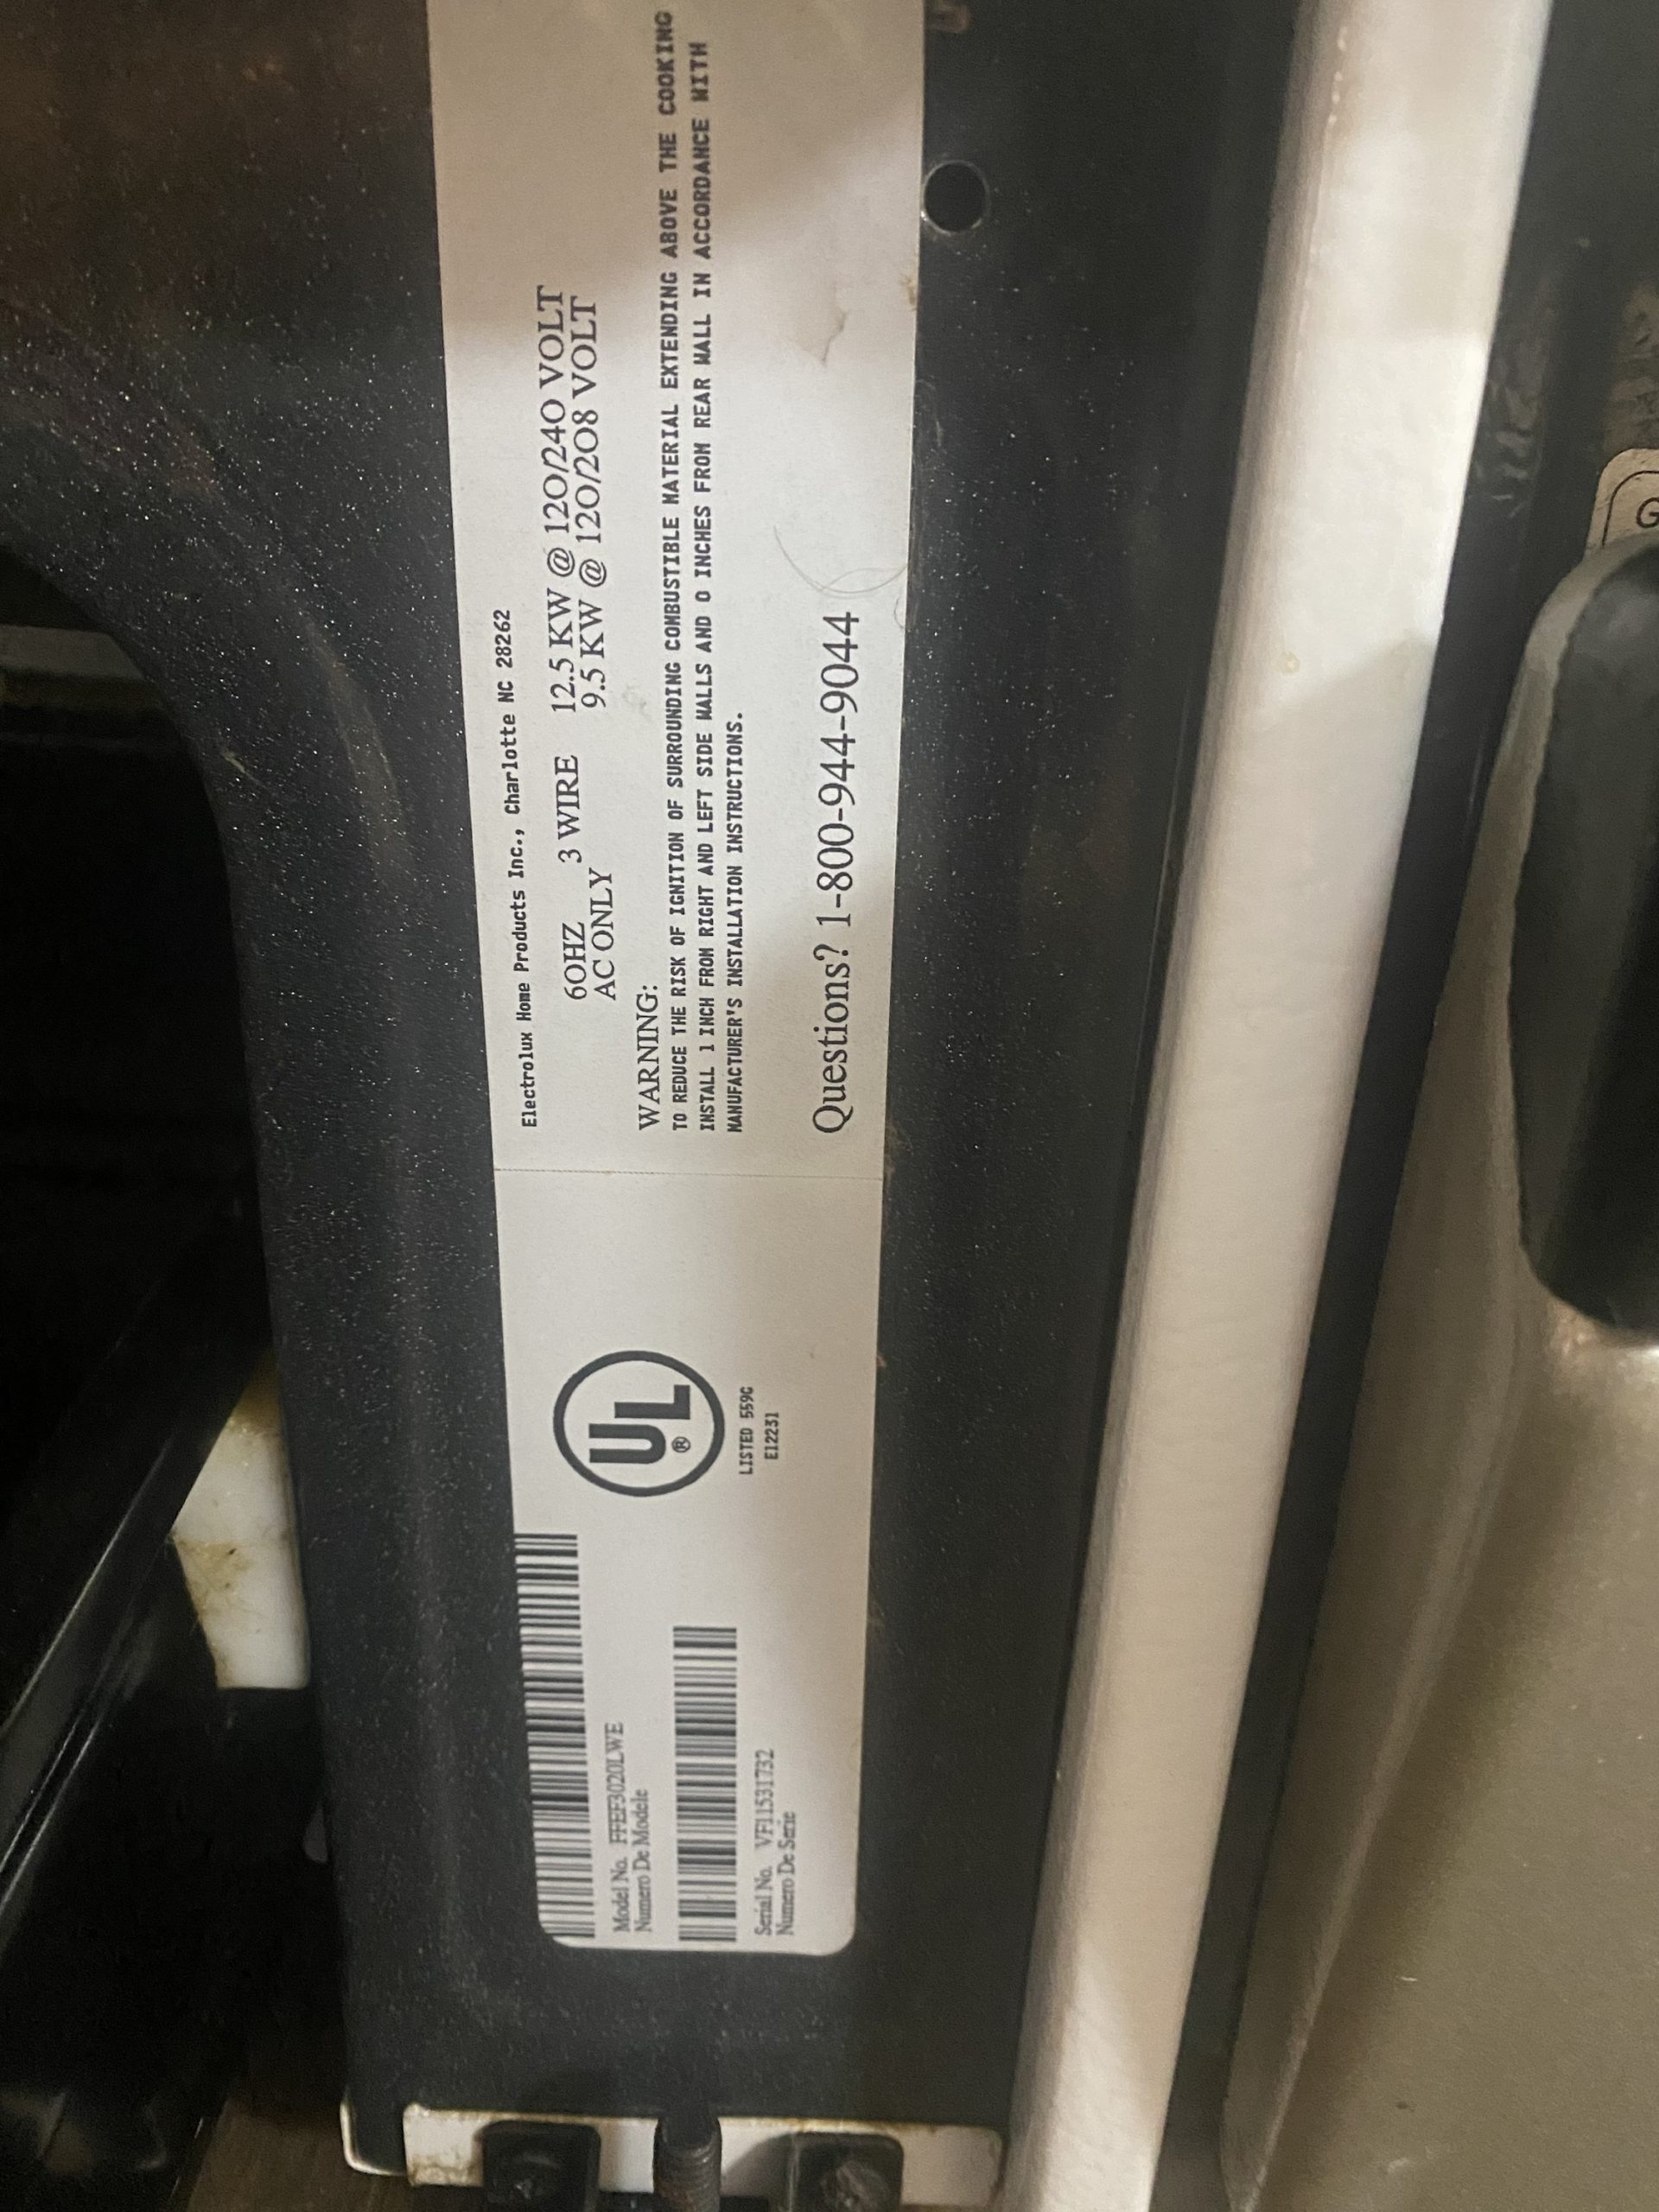 Model No. FFEF3020LWE
Numero De Modele
Serial No. VF11531732
Numero De Serie
UL
®
LISTED 559G
E12231
Electrolux Home Products Inc., Charlotte NC 28262
60HZ 3 WIRE 12.5 KW @ 120/240 VOLT
AC ONLY 9.5 KW @ 120/208 VOLT
WARNING:
TO REDUCE THE RISK OF IGNITION OF SURROUNDING COMBUSTIBLE MATERIAL EXTENDING ABOVE THE COOKING
INSTALL 1 INCH FROM RIGHT AND LEFT SIDE WALLS AND 0 INCHES FROM REAR WALL IN ACCORDANCE WITH
MANUFACTURER'S INSTALLATION INSTRUCTIONS.
Questions? 1-800-944-9044
G